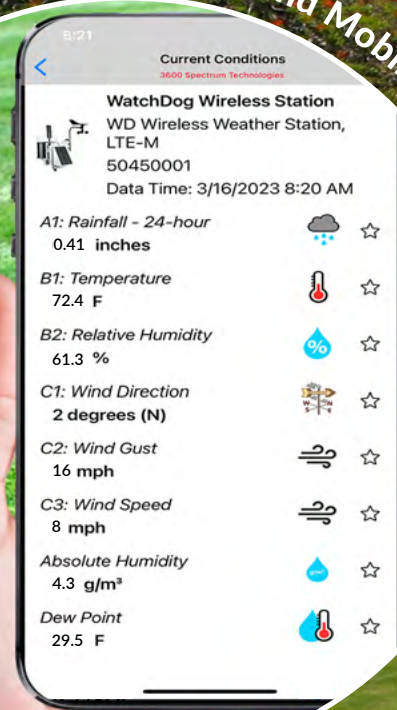 nd Mobi
8:21
Current Conditions
3600 Spectrum Technologies
WatchDog Wireless Station
WD Wireless Weather Station,
LTE-M
50450001
Data Time: 3/16/2023 8:20 AM
A1: Rainfall - 24-hour
0.41 inches
B1: Temperature
72.4 F
B2: Relative Humidity
61.3 %
%
C1: Wind Direction
2 degrees (N)
W N
S E
C2: Wind Gust
16 mph
C3: Wind Speed
8 mph
Absolute Humidity
4.3 g/m³
g/m³
Dew Point
29.5 F